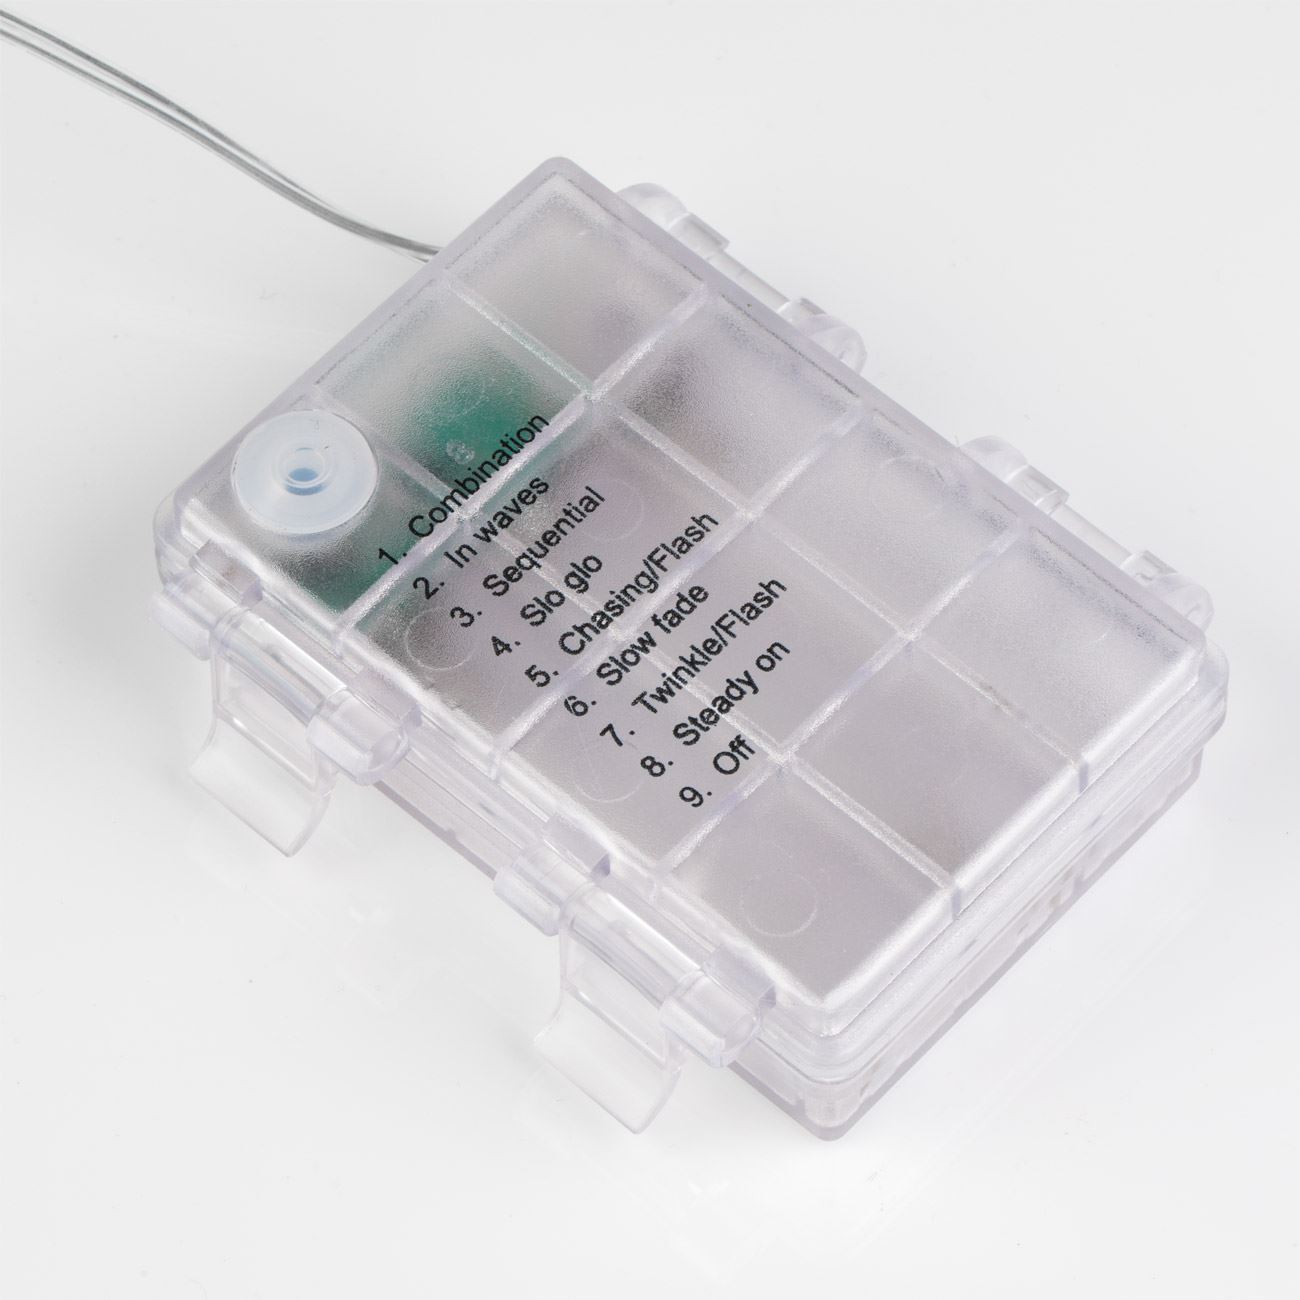 1. Combination
2. In waves
3. Sequential
4. Slo glo
5. Chasing/Flash
6. Slow fade
7. Twinkle/Flash
8. Steady on
9. Off